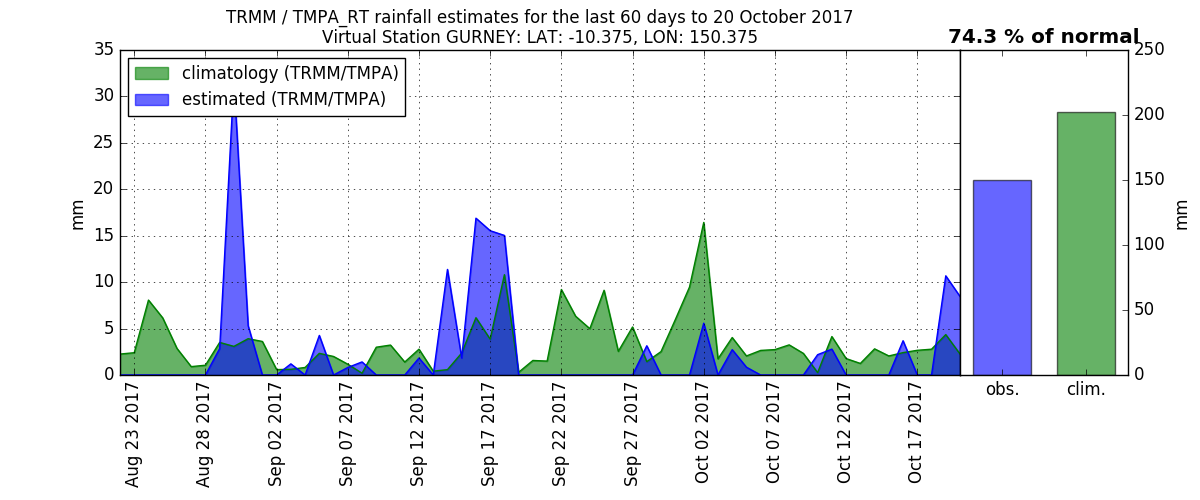 TRMM / TMPA_RT rainfall estimates for the last 60 days to 20 October 2017
Virtual Station GURNEY: LAT: -10.375, LON: 150.375
74.3 % of normal
climatology (TRMM/TMPA)
estimated (TRMM/TMPA)
35
30
25
20
15
10
5
0
mm
Aug 23 2017
Aug 28 2017
Sep 02 2017
Sep 07 2017
Sep 12 2017
Sep 17 2017
Sep 22 2017
Sep 27 2017
Oct 02 2017
Oct 07 2017
Oct 12 2017
Oct 17 2017
obs.
clim.
250
200
150
100
50
0
mm